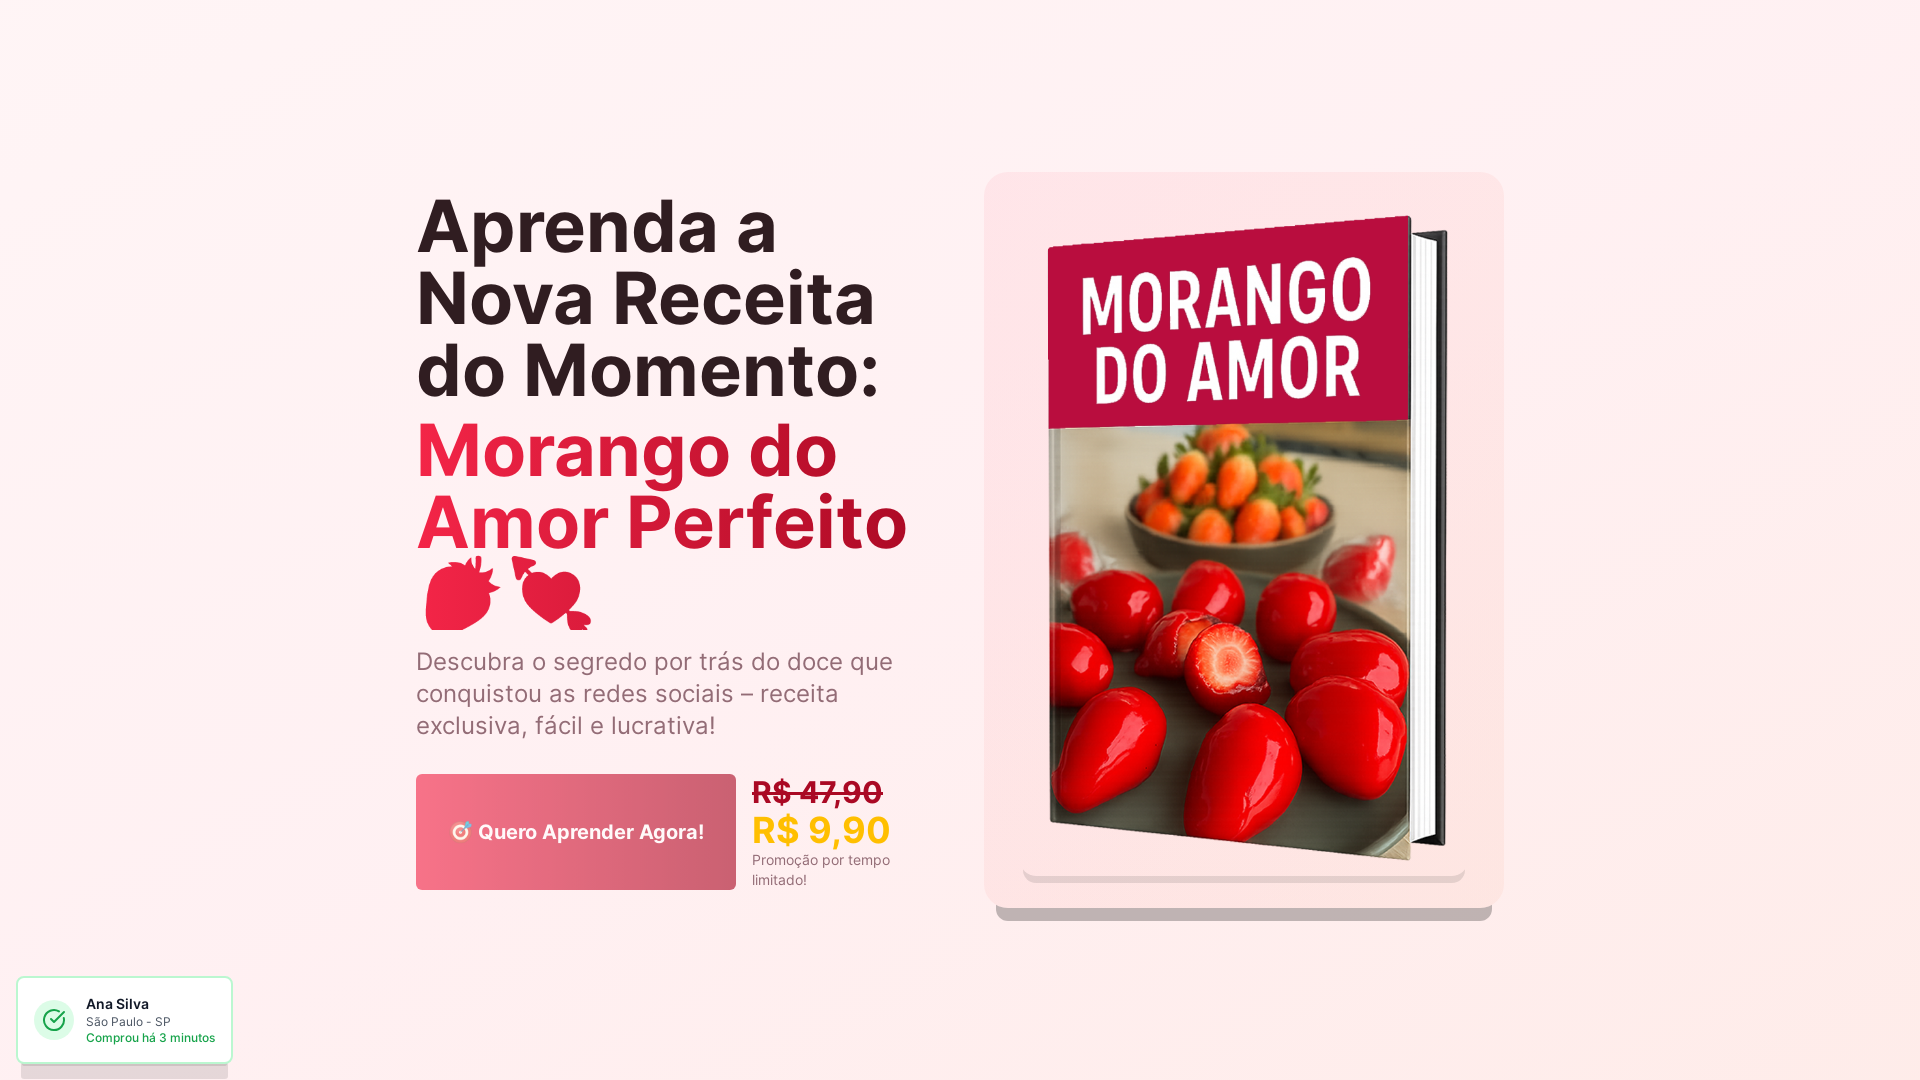 Aprenda a
Nova Receita
do Momento:
Morango do
Amor Perfeito
🍓💘
Descubra o segredo por trás do doce que
conquistou as redes sociais – receita
exclusiva, fácil e lucrativa!
🎯 Quero Aprender Agora!
R$ 47,90
R$ 9,90
Promoção por tempo
limitado!
MORANGO
DO AMOR
Ana Silva
São Paulo - SP
Comprou há 3 minutos